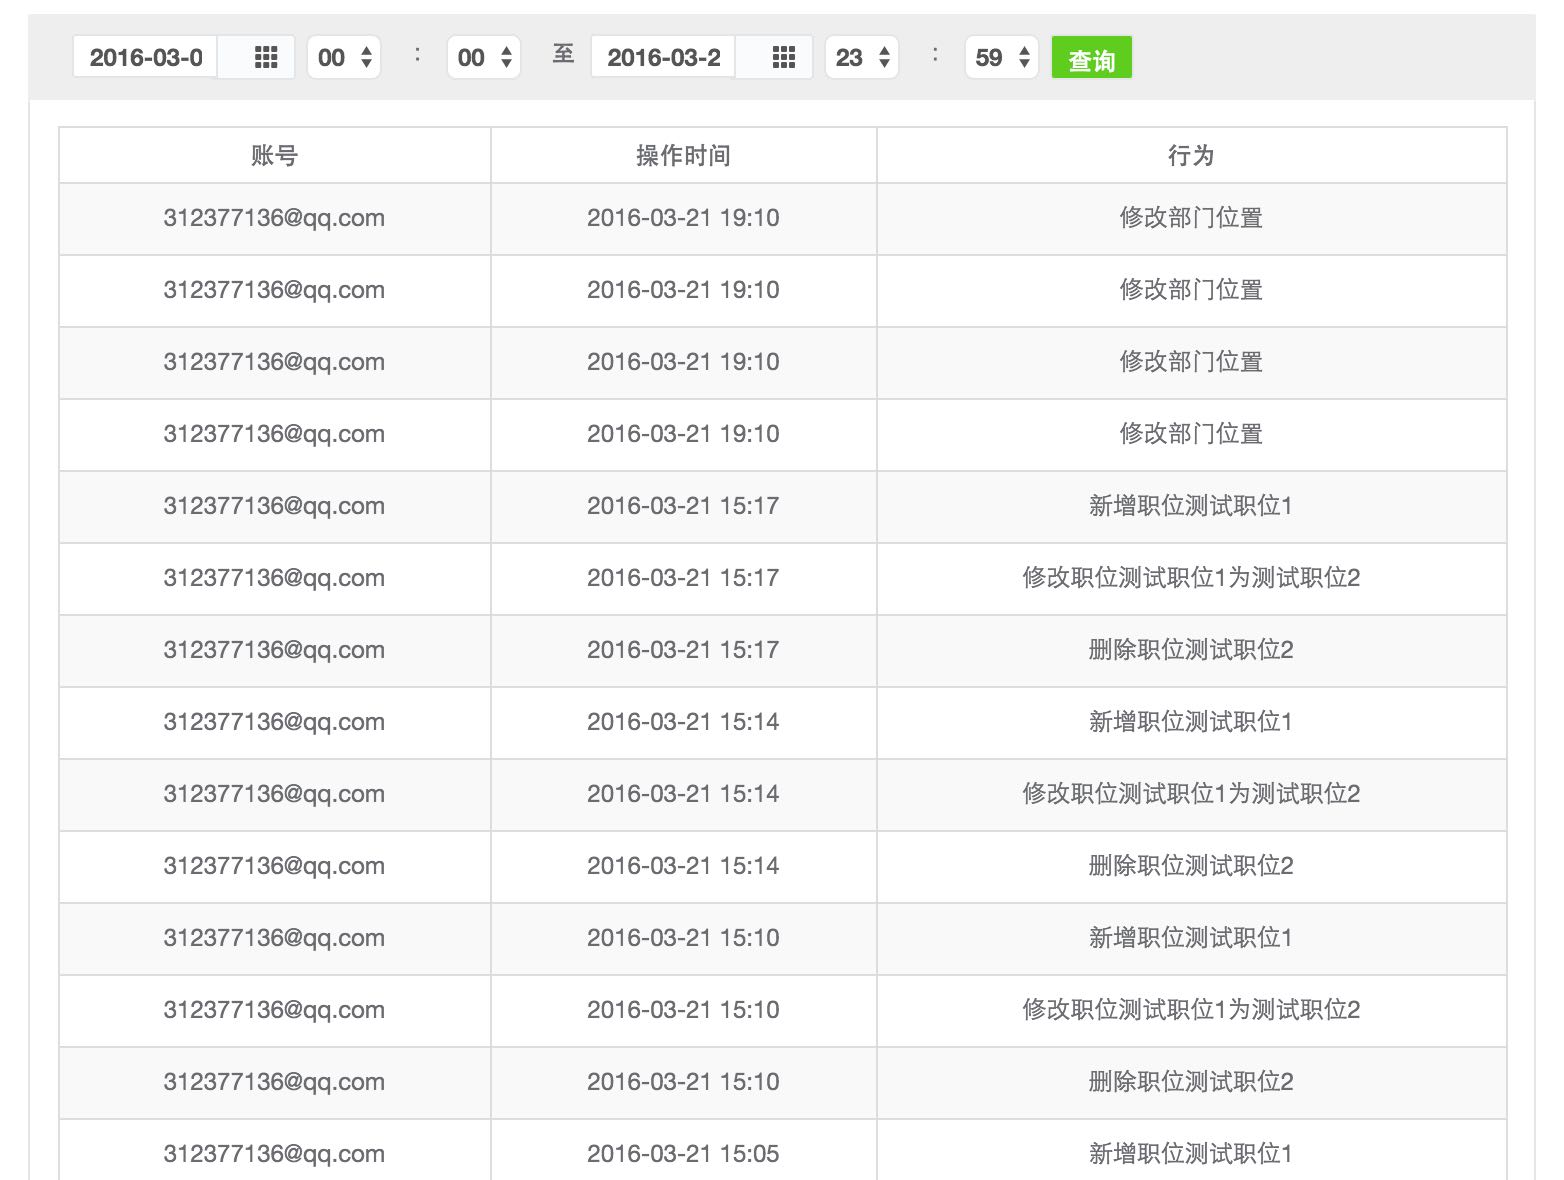 2016-03-0 00 : 00 至 2016-03-2 23 : 59 查询
账号 操作时间 行为
312377136@qq.com 2016-03-21 19:10 修改部门位置
312377136@qq.com 2016-03-21 19:10 修改部门位置
312377136@qq.com 2016-03-21 19:10 修改部门位置
312377136@qq.com 2016-03-21 19:10 修改部门位置
312377136@qq.com 2016-03-21 15:17 新增职位测试职位1
312377136@qq.com 2016-03-21 15:17 修改职位测试职位1为测试职位2
312377136@qq.com 2016-03-21 15:17 删除职位测试职位2
312377136@qq.com 2016-03-21 15:14 新增职位测试职位1
312377136@qq.com 2016-03-21 15:14 修改职位测试职位1为测试职位2
312377136@qq.com 2016-03-21 15:14 删除职位测试职位2
312377136@qq.com 2016-03-21 15:10 新增职位测试职位1
312377136@qq.com 2016-03-21 15:10 修改职位测试职位1为测试职位2
312377136@qq.com 2016-03-21 15:10 删除职位测试职位2
312377136@qq.com 2016-03-21 15:05 新增职位测试职位1